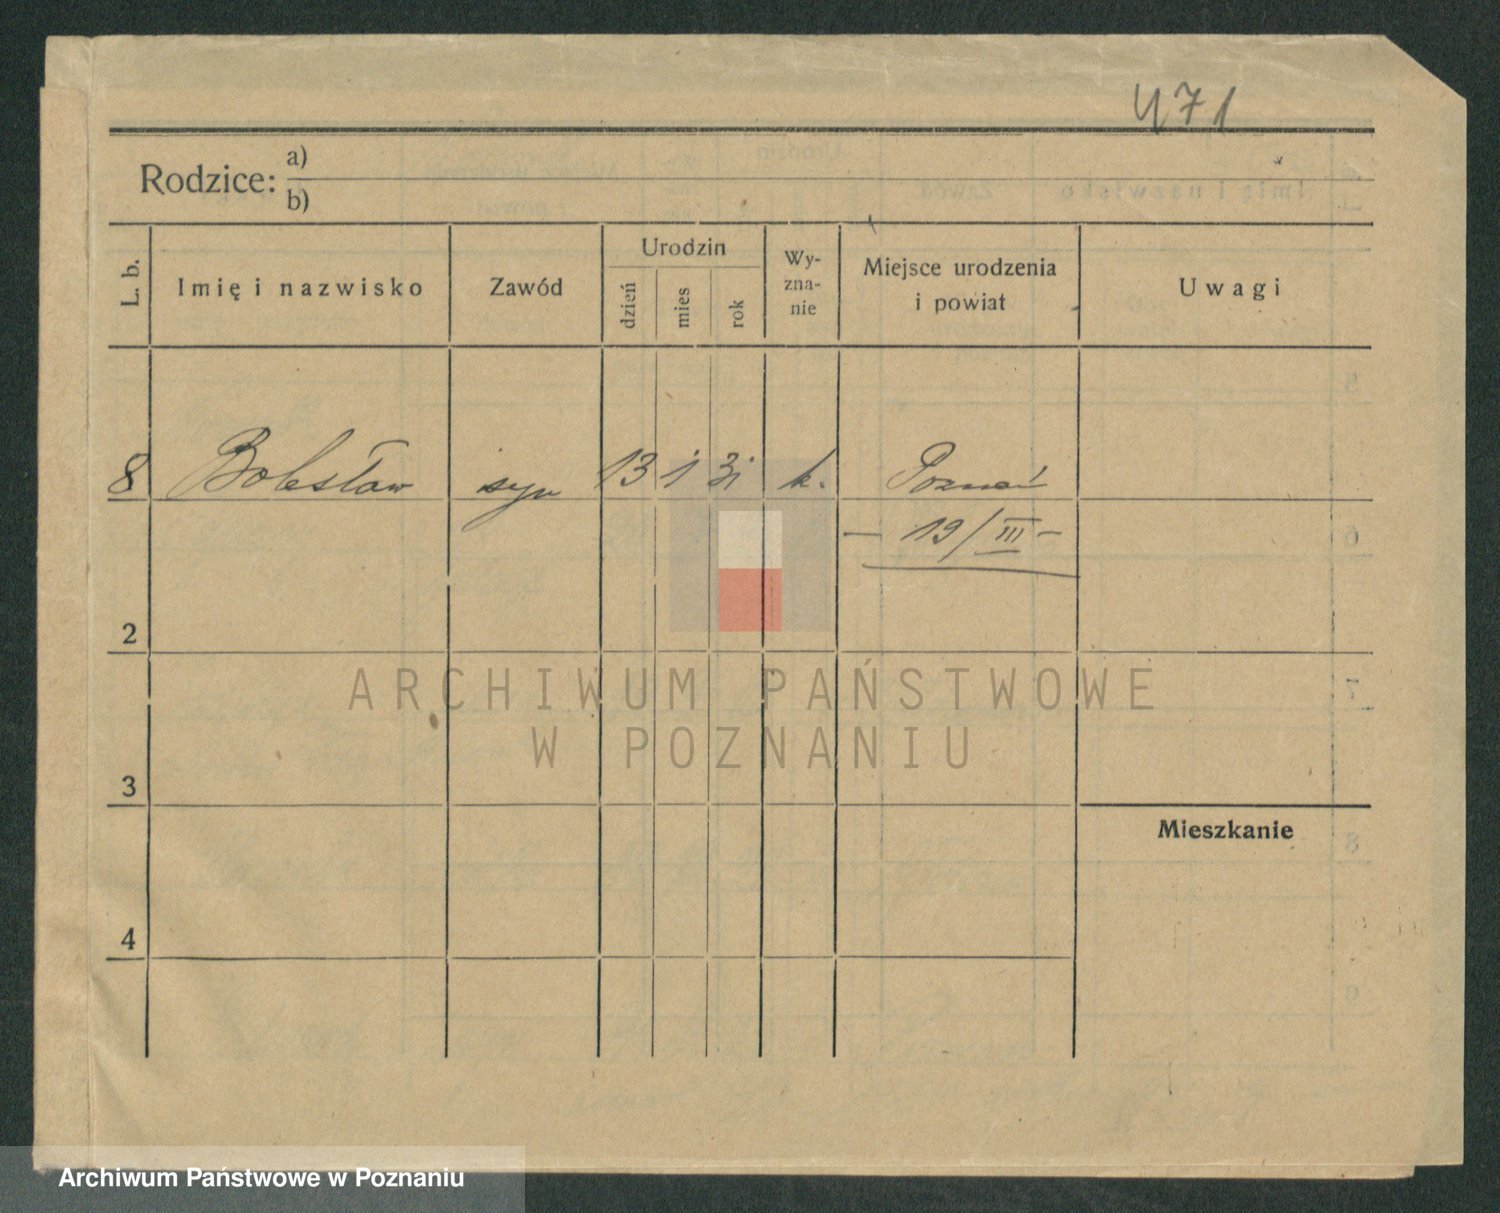 471
Rodzice: a)
b)
L. b.
Imię i nazwisko
Zawód
Urodzin
dzień
mies
rok
Wy-
zna-
nie
Miejsce urodzenia
i powiat
Uwagi
8 Bolesław syn 13 1 31 k. Poznań
— 19/III —
2
3
4
Mieszkanie
ARCHIWUM PAŃSTWOWE
W POZNANIU
Archiwum Państwowe w Poznaniu